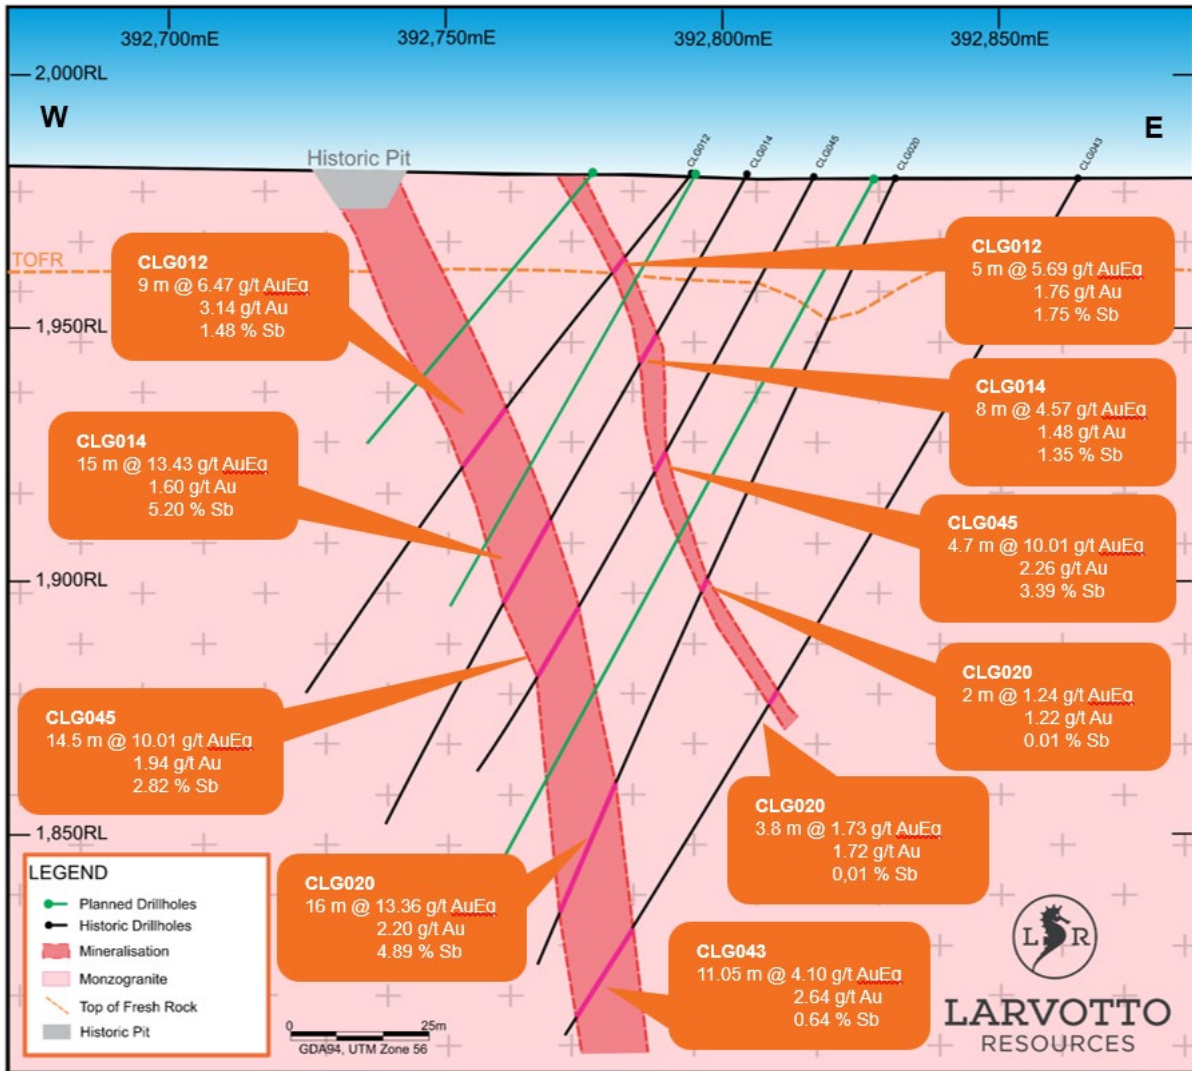 392,700mE
392,750mE
392,800mE
392,850mE
2,000RL
W
E
Historic Pit
CLG012
CLG014
CLG045
CLG020
CLG043
TOFR
1,950RL
1,900RL
1,850RL
CLG012
9 m @ 6.47 g/t AuEq
3.14 g/t Au
1.48 % Sb
CLG014
15 m @ 13.43 g/t AuEq
1.60 g/t Au
5.20 % Sb
CLG045
14.5 m @ 10.01 g/t AuEq
1.94 g/t Au
2.82 % Sb
CLG020
16 m @ 13.36 g/t AuEq
2.20 g/t Au
4.89 % Sb
CLG012
5 m @ 5.69 g/t AuEq
1.76 g/t Au
1.75 % Sb
CLG014
8 m @ 4.57 g/t AuEq
1.48 g/t Au
1.35 % Sb
CLG045
4.7 m @ 10.01 g/t AuEq
2.26 g/t Au
3.39 % Sb
CLG020
2 m @ 1.24 g/t AuEq
1.22 g/t Au
0.01 % Sb
CLG020
3.8 m @ 1.73 g/t AuEq
1.72 g/t Au
0,01 % Sb
CLG043
11.05 m @ 4.10 g/t AuEq
2.64 g/t Au
0.64 % Sb
LEGEND
Planned Drillholes
Historic Drillholes
Mineralisation
Monzogranite
Top of Fresh Rock
Historic Pit
0 25m
GDA94, UTM Zone 56
L R
LARVOTTO
RESOURCES